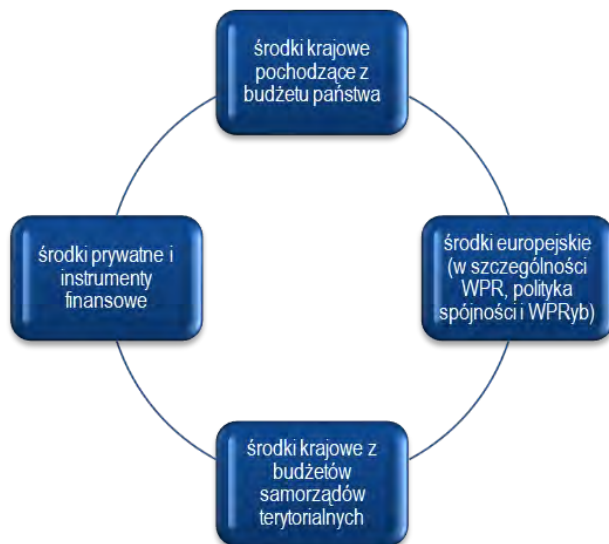 środki krajowe
pochodzące z
budżetu państwa
środki prywatne i
instrumenty
finansowe
środki europejskie
(w szczególności
WPR, polityka
spójności i WPRyb)
środki krajowe z
budżetów
samorządów
terytorialnych